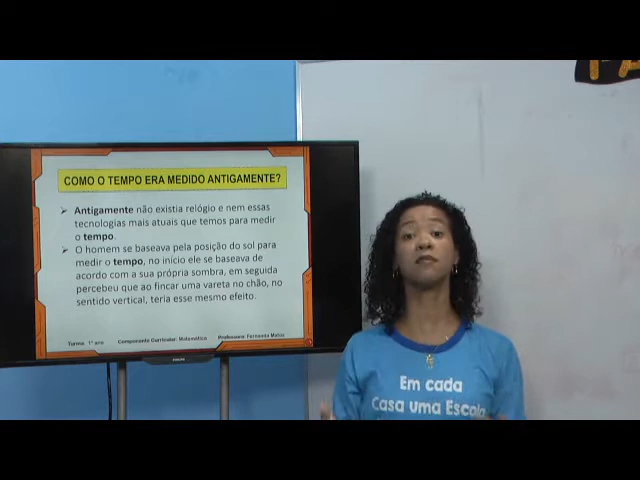 COMO O TEMPO ERA MEDIDO ANTIGAMENTE?
➢ Antigamente não existia relógio e nem essas
tecnologias mais atuais que temos para medir
o tempo.
➢ O homem se baseava pela posição do sol para
medir o tempo, no início ele se baseava de
acordo com a sua própria sombra, em seguida
percebeu que ao fincar uma vareta no chão, no
sentido vertical, teria esse mesmo efeito.
Turma: 1° ano Componente Curricular: Matemática Professora: Fernanda Matos
Em cada
Casa uma Escola